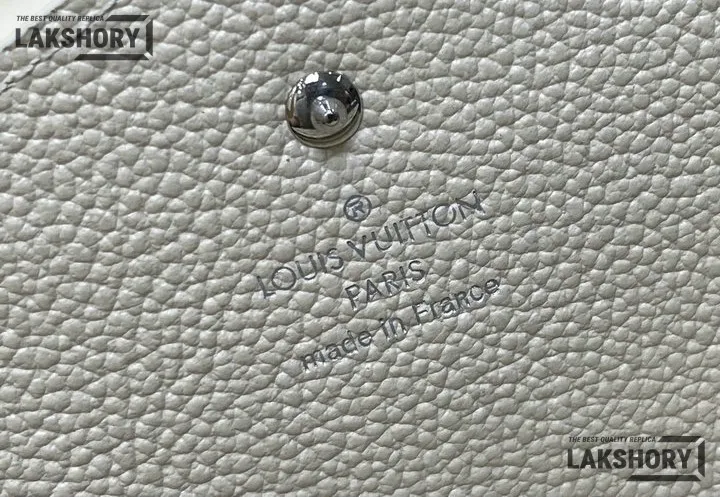 THE BEST QUALITY REPLICA
LAKSHORY
®
LOUIS VUITTON
PARIS
made in France
THE BEST QUALITY REPLICA
LAKSHORY